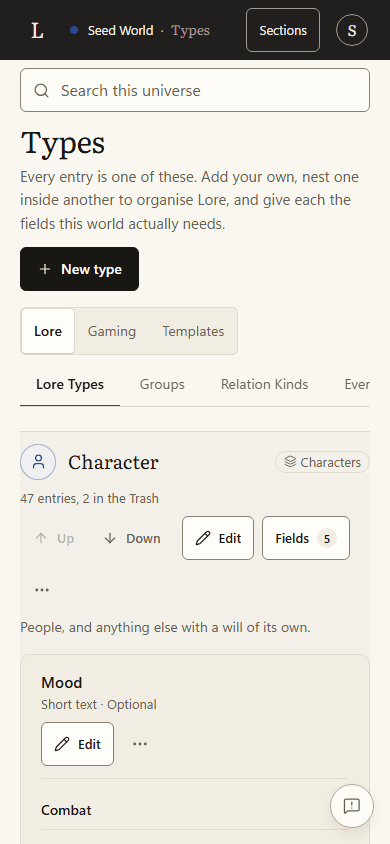 L
Seed World · Types
Sections
S
Search this universe
Types
Every entry is one of these. Add your own, nest one
inside another to organise Lore, and give each the
fields this world actually needs.
New type
Lore
Gaming
Templates
Lore Types
Groups
Relation Kinds
Ever
Character
Characters
47 entries, 2 in the Trash
Up
Down
Edit
Fields 5
People, and anything else with a will of its own.
Mood
Short text · Optional
Edit
Combat